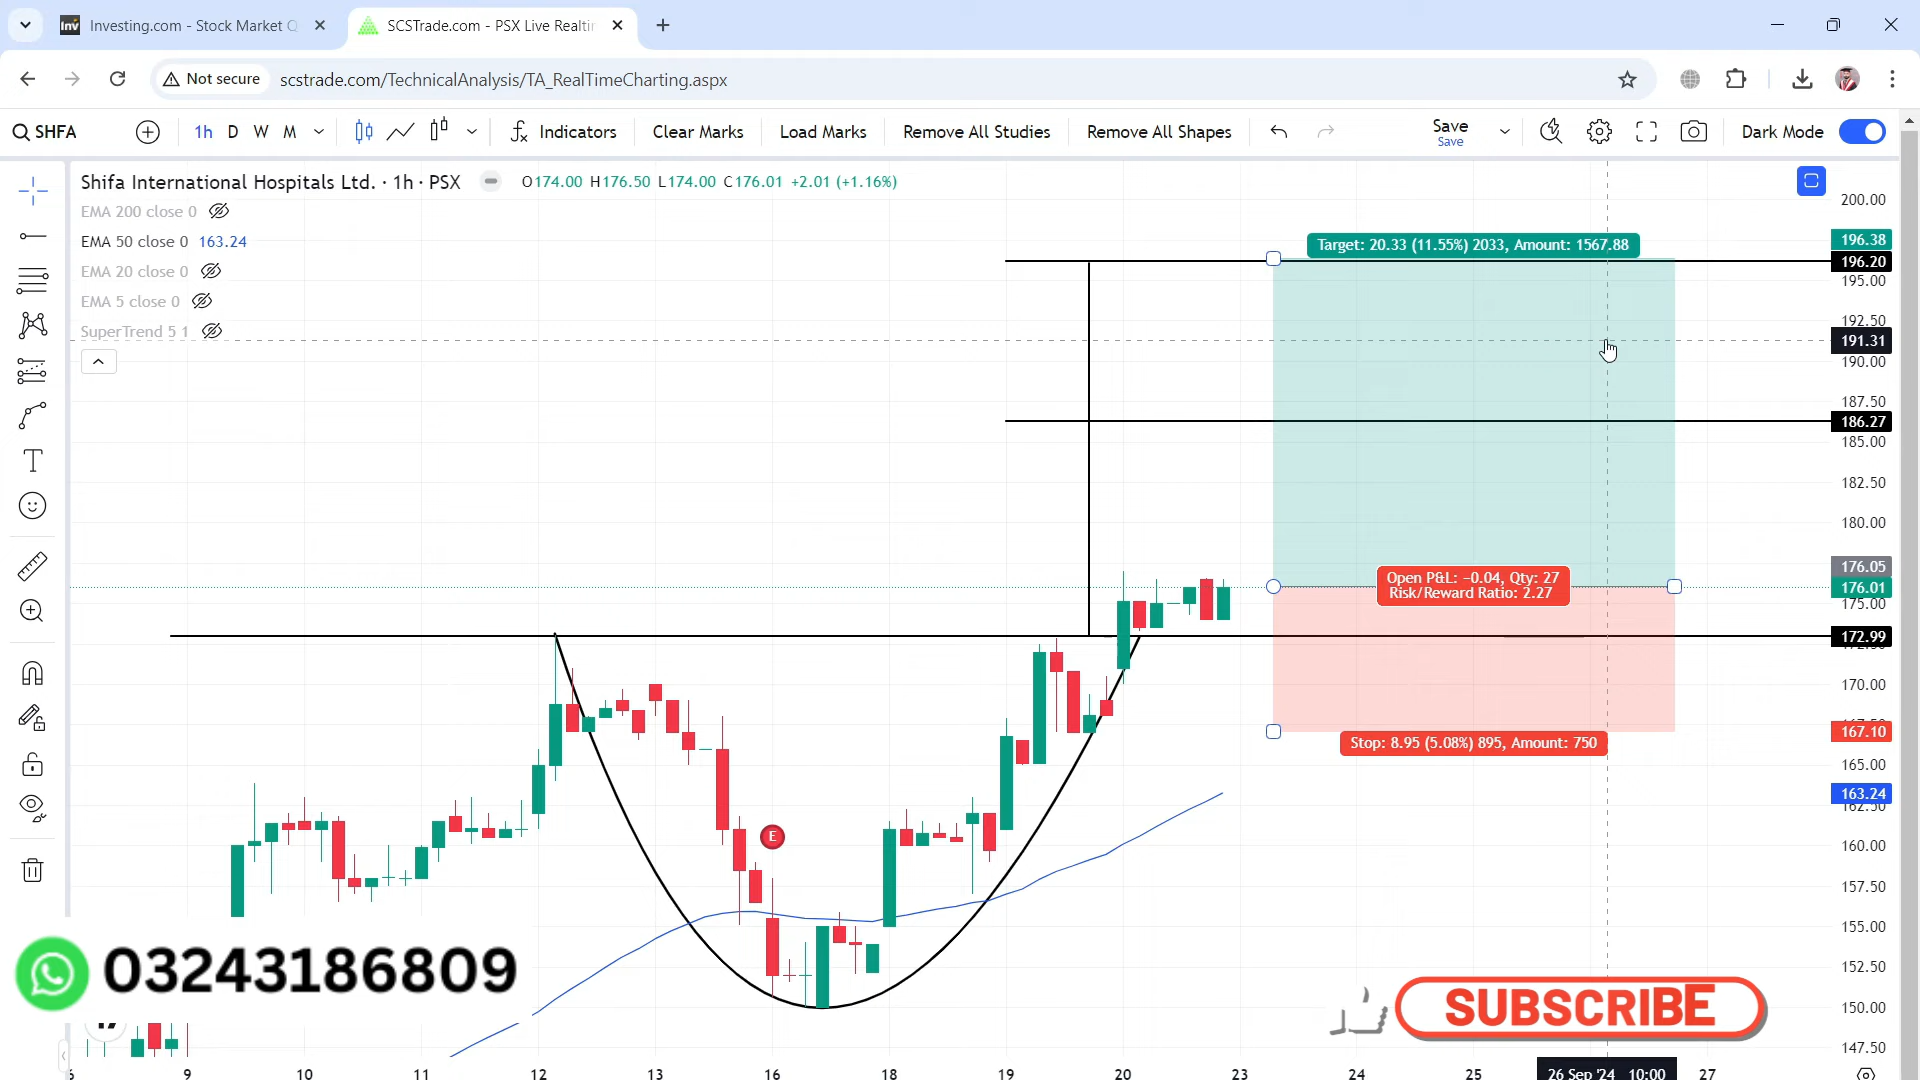 Investing.com - Stock Market Q
SCSTrade.com - PSX Live Realti
Not secure
scstrade.com/TechnicalAnalysis/TA_RealTimeCharting.aspx
SHFA
1h D W M
Indicators
Clear Marks
Load Marks
Remove All Studies
Remove All Shapes
Save
Save
Dark Mode
Shifa International Hospitals Ltd. · 1h · PSX
O174.00 H176.50 L174.00 C176.01 +2.01 (+1.16%)
EMA 200 close 0
EMA 50 close 0 163.24
EMA 20 close 0
EMA 5 close 0
SuperTrend 5 1
Target: 20.33 (11.55%) 2033, Amount: 1567.88
Open P&L: −0.04, Qty: 27
Risk/Reward Ratio: 2.27
Stop: 8.95 (5.08%) 895, Amount: 750
E
200.00
196.38
196.20
195.00
192.50
191.31
190.00
187.50
186.27
185.00
182.50
180.00
176.05
176.01
175.00
172.99
170.00
167.10
165.00
163.24
162.50
160.00
157.50
155.00
152.50
150.00
147.50
03243186809
SUBSCRIBE
9 10 11 12 13 16 18 19 20 23 24 25 26 Sep '24 10:00 27